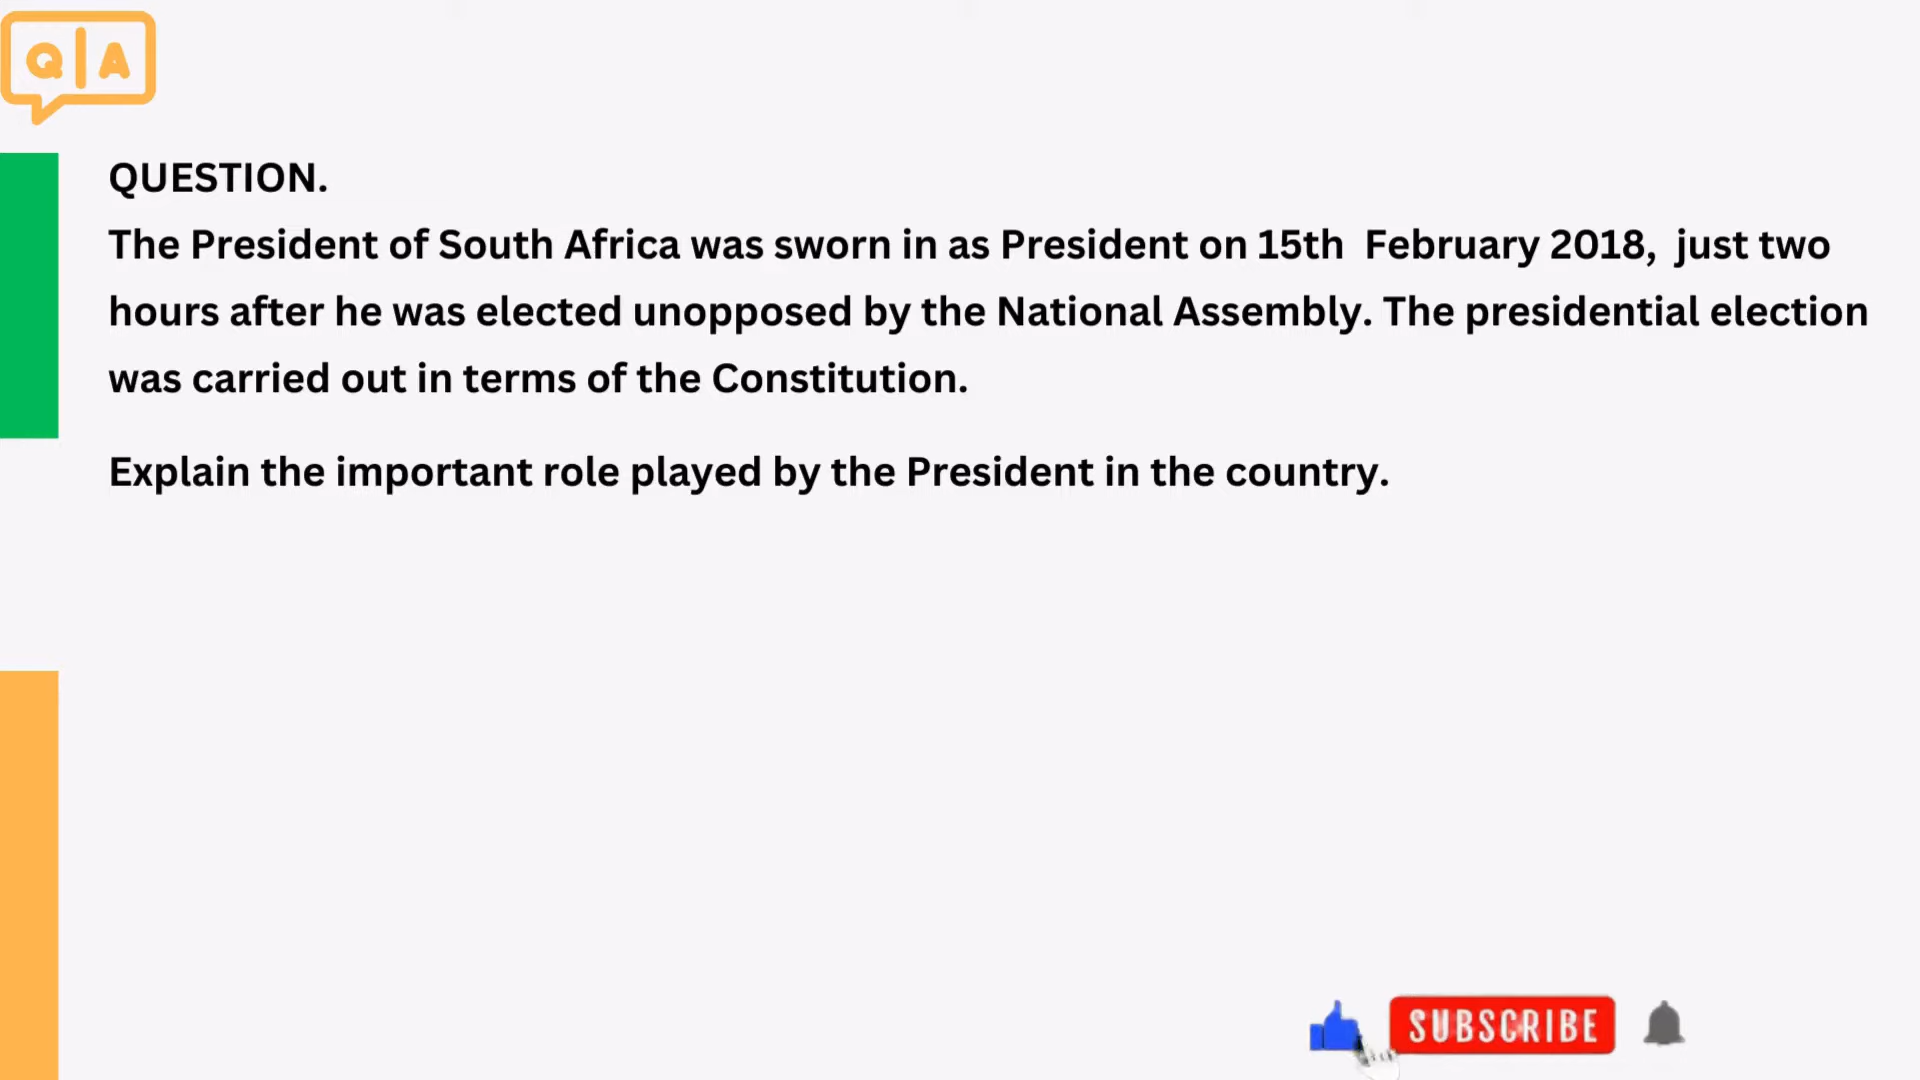 Q|A
QUESTION.
The President of South Africa was sworn in as President on 15th February 2018, just two
hours after he was elected unopposed by the National Assembly. The presidential election
was carried out in terms of the Constitution.
Explain the important role played by the President in the country.
SUBSCRIBE